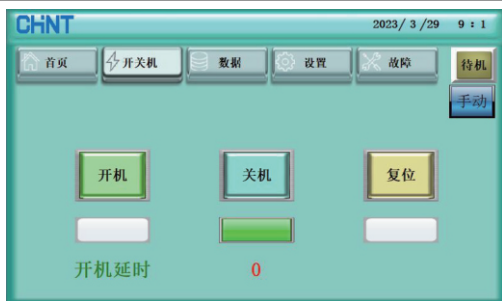 CHNT 2023/ 3 /29 9 : 1
首页 开关机 数据 设置 故障 待机
手动
开机 关机 复位
开机延时 0